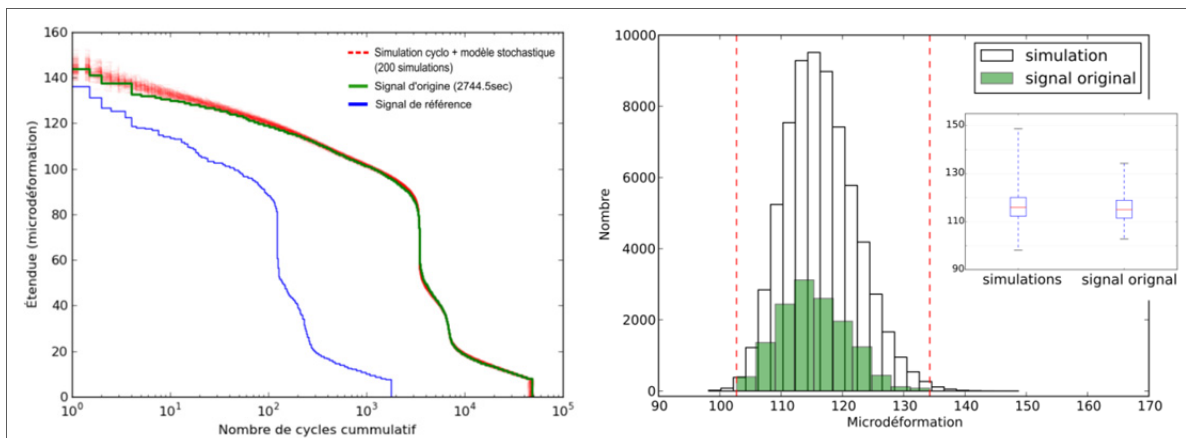 160
140
120
100
80
60
40
20
0
10^0
10^1
10^2
10^3
10^4
10^5
Étendue (microdéformation)
Nombre de cycles cummulatif
Simulation cyclo + modèle stochastique
(200 simulations)
Signal d'origine (2744.5sec)
Signal de référence
10000
8000
6000
4000
2000
0
90
100
110
120
130
140
150
160
170
Nombre
Microdéformation
simulation
signal original
150
130
110
90
simulations
signal orignal